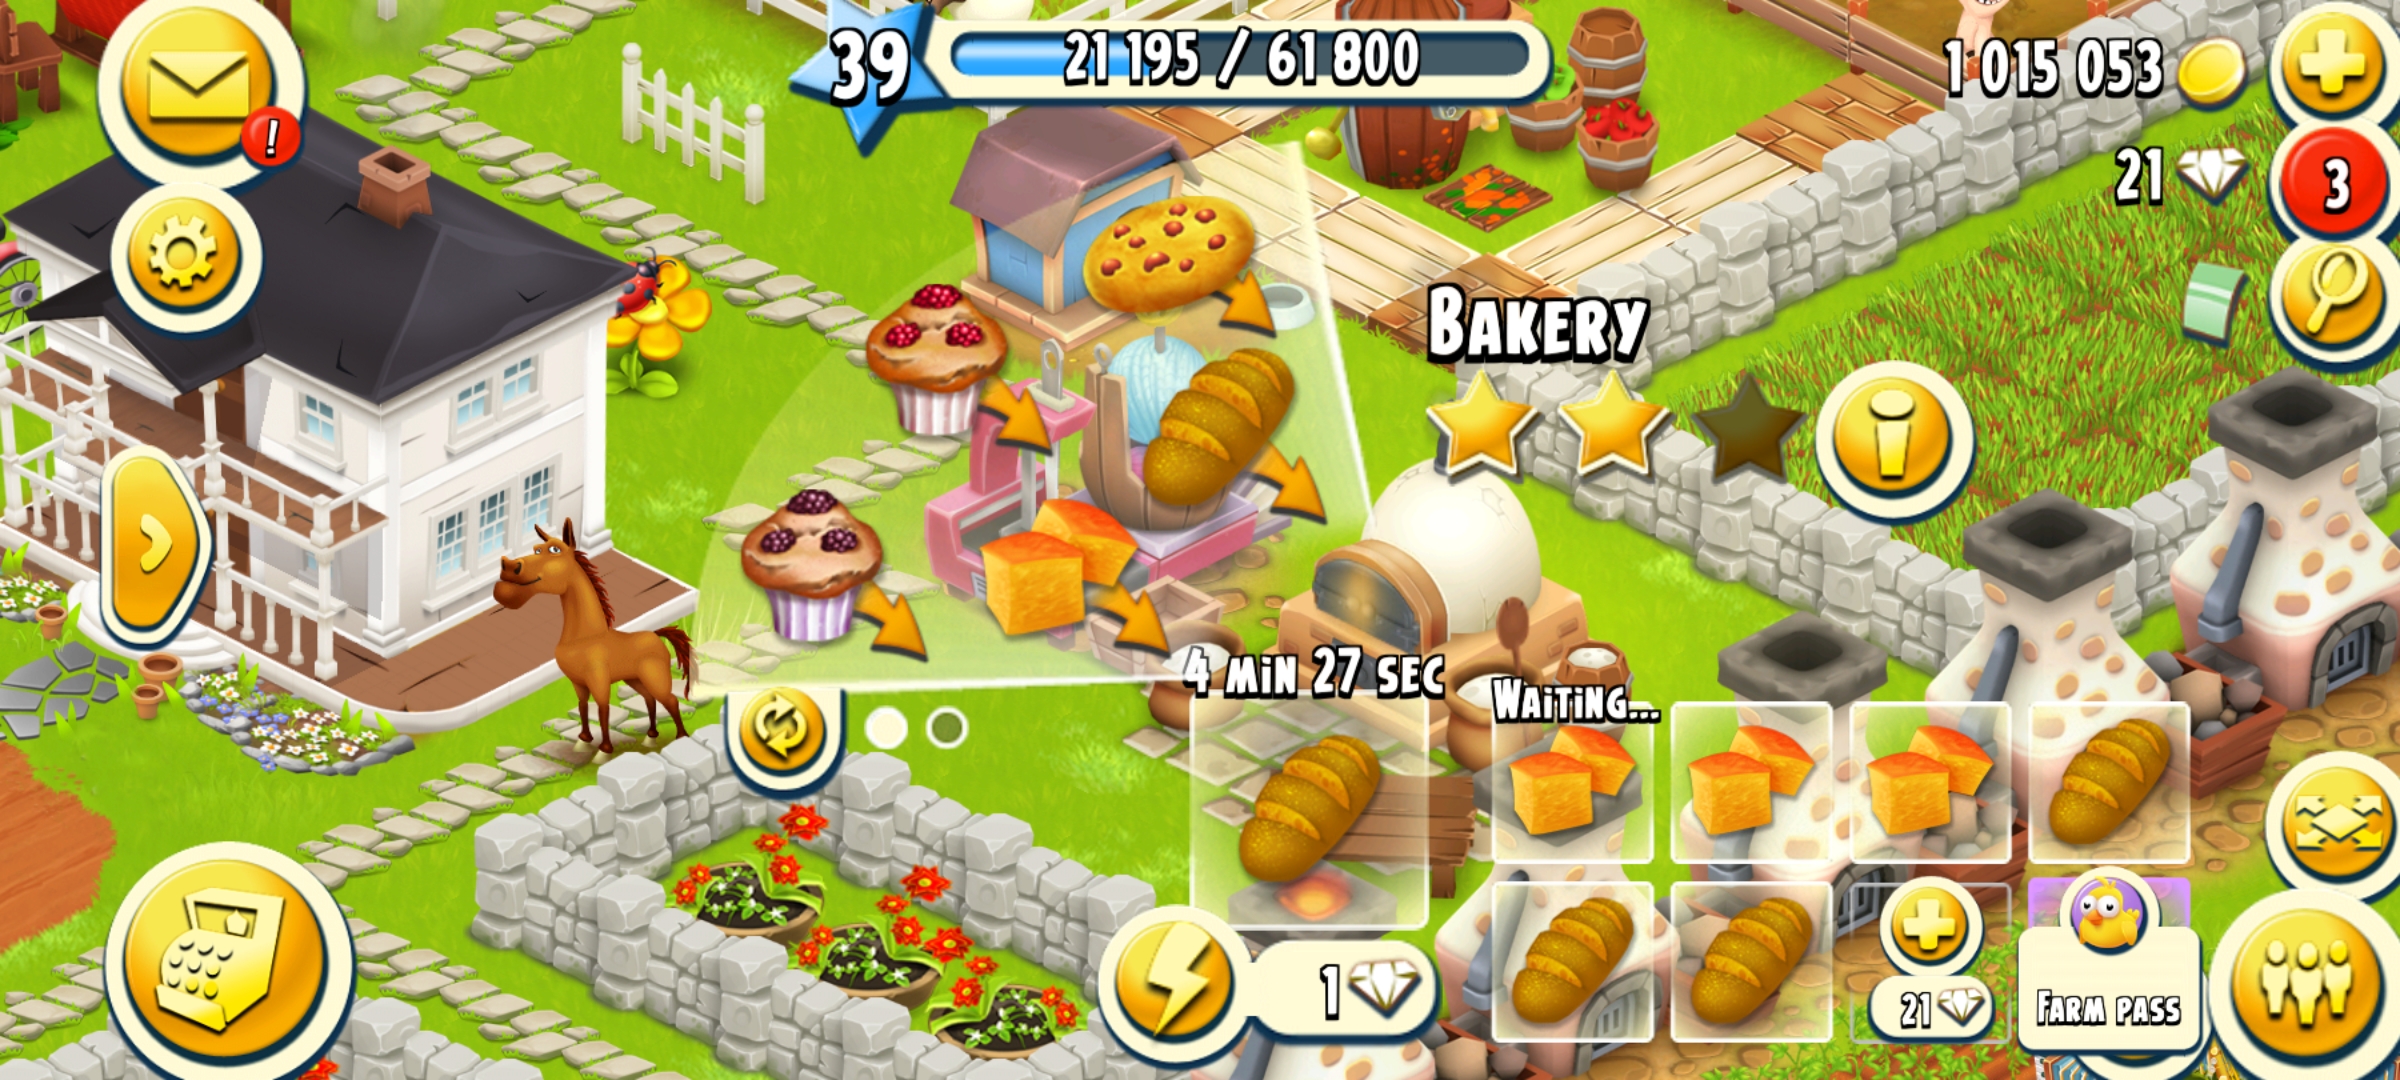 39
21 195 / 61 800
1 015 053
!
21
3
BAKERY
4 MIN 27 SEC
WAITING...
1
21
FARM PASS